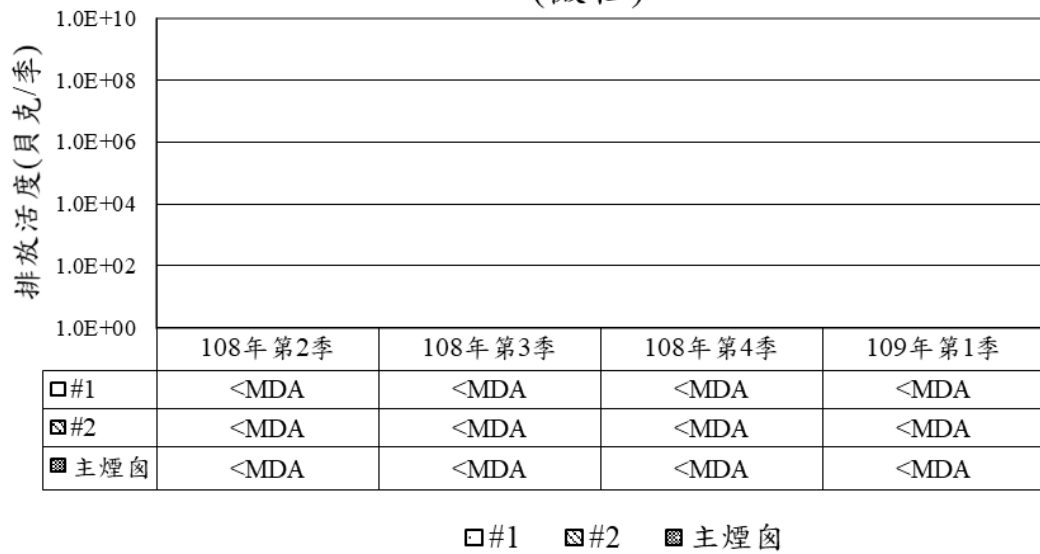 1.0E+10
1.0E+08
1.0E+06
1.0E+04
1.0E+02
1.0E+00
排放活度(貝克/季)
108年第2季 108年第3季 108年第4季 109年第1季
#1 <MDA <MDA <MDA <MDA
#2 <MDA <MDA <MDA <MDA
主煙囪 <MDA <MDA <MDA <MDA
#1 #2 主煙囪